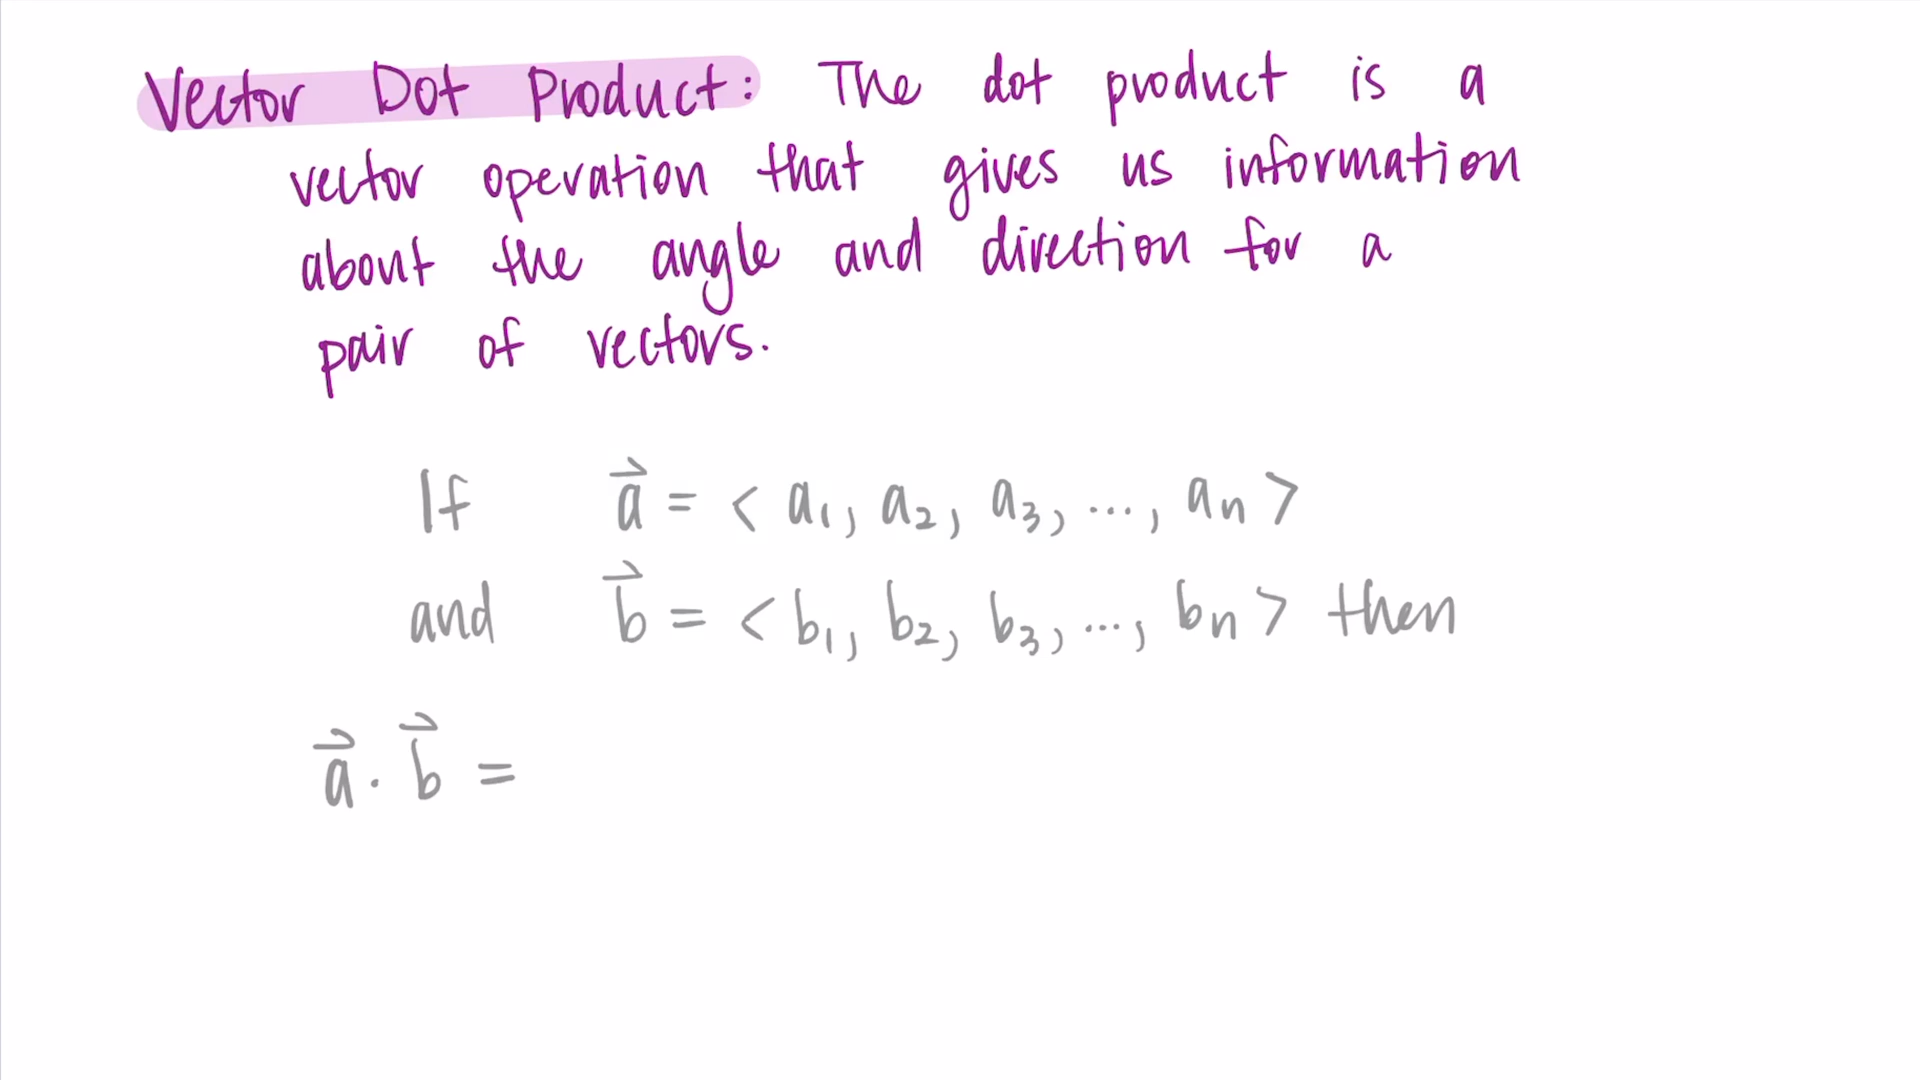 Vector Dot Product: The dot product is a
vector operation that gives us information
about the angle and direction for a
pair of vectors.
If a⃗ = < a₁, a₂, a₃, ..., aₙ >
and b⃗ = < b₁, b₂, b₃, ..., bₙ > then
a⃗ · b⃗ =